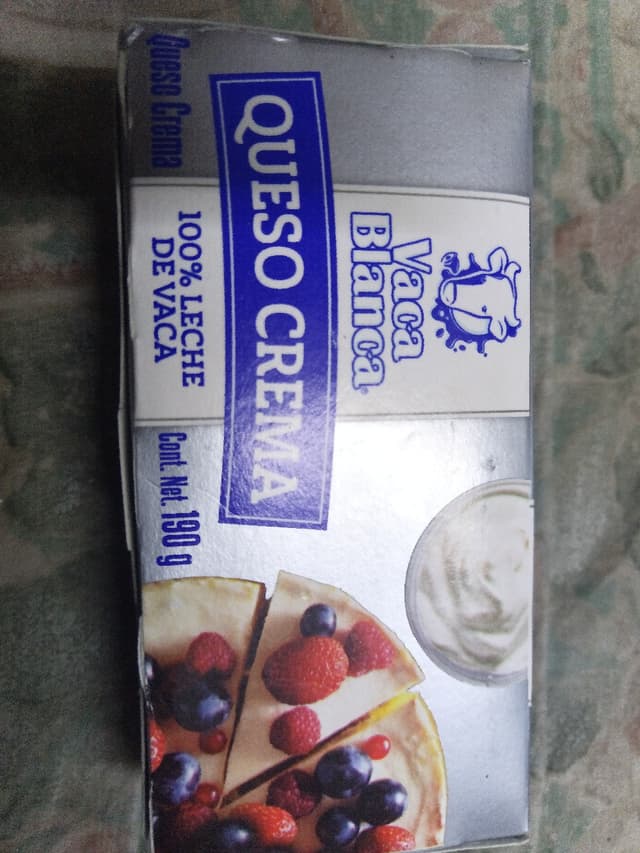 Vaca
Blanca
QUESO CREMA
100% LECHE
DE VACA
Queso Crema
Cont. Net. 190 g